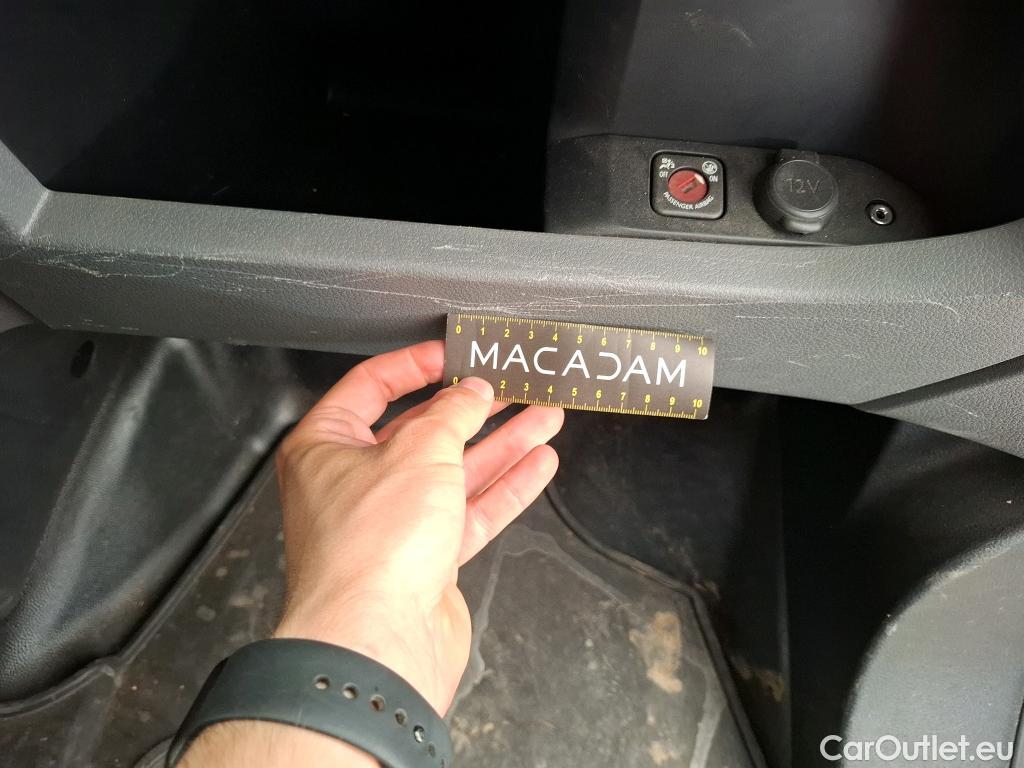 OFF ON
PASSENGER AIRBAG
12V
0 1 2 3 4 5 6 7 8 9 10
MACADAM
0 2 3 4 5 6 7 8 9 10
CarOutlet.eu